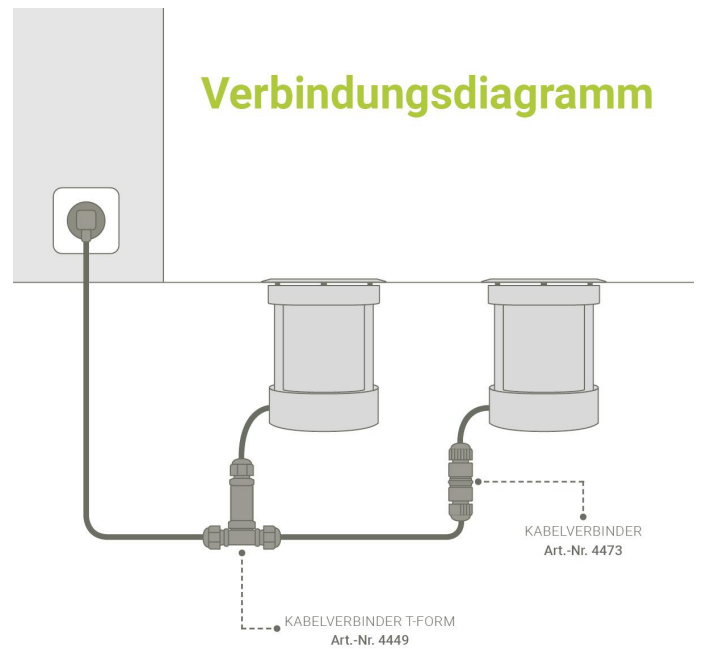 Verbindungsdiagramm
KABELVERBINDER
Art.-Nr. 4473
KABELVERBINDER T-FORM
Art.-Nr. 4449